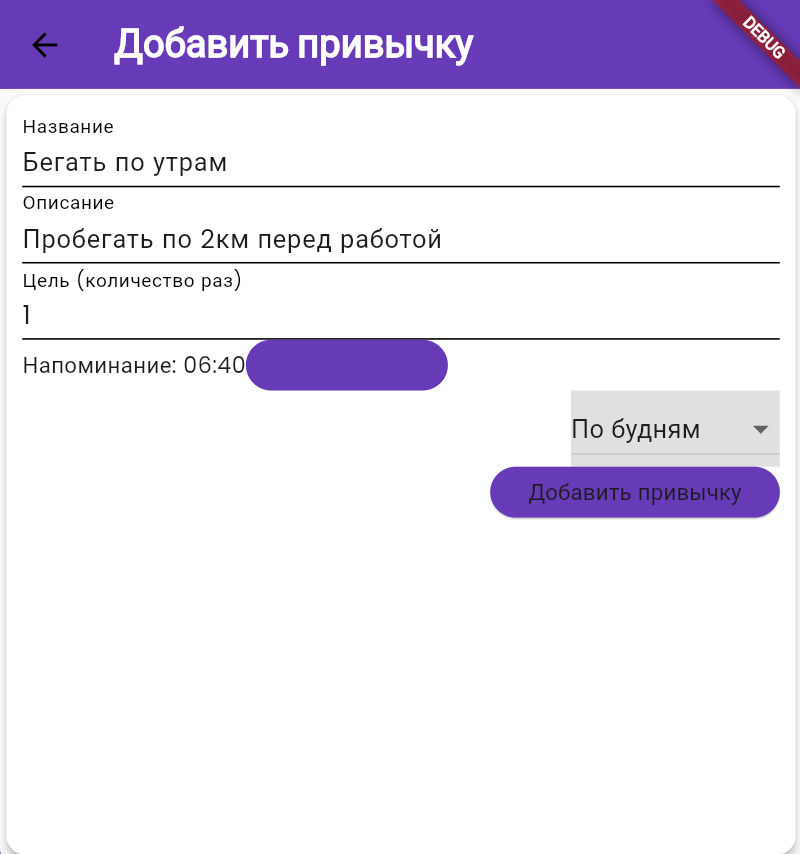 Добавить привычку
DEBUG
Название
Бегать по утрам
Описание
Пробегать по 2км перед работой
Цель (количество раз)
1
Напоминание: 06:40
По будням
Добавить привычку